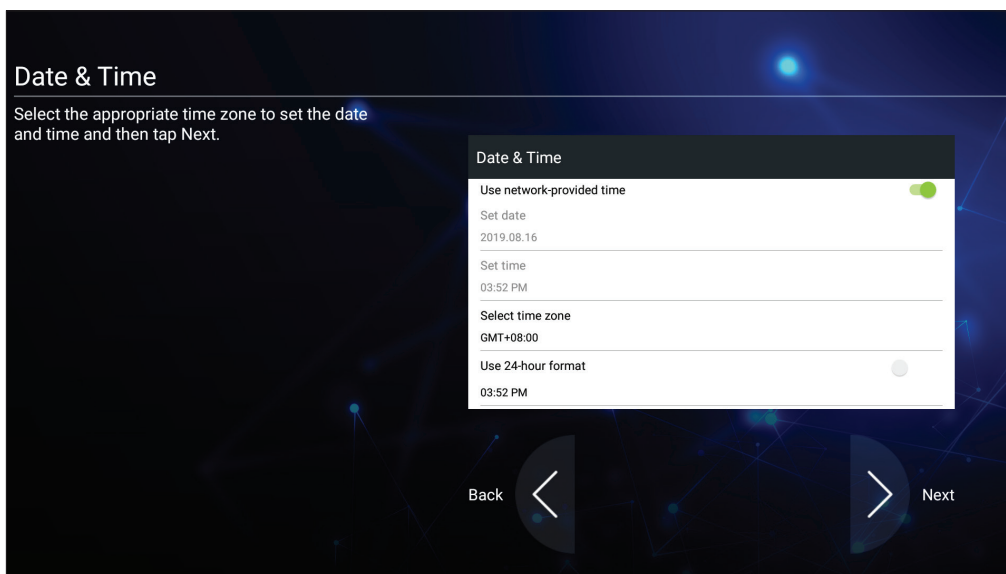 Date & Time
Select the appropriate time zone to set the date
and time and then tap Next.
Date & Time
Use network-provided time
Set date
2019.08.16
Set time
03:52 PM
Select time zone
GMT+08:00
Use 24-hour format
03:52 PM
Back
Next